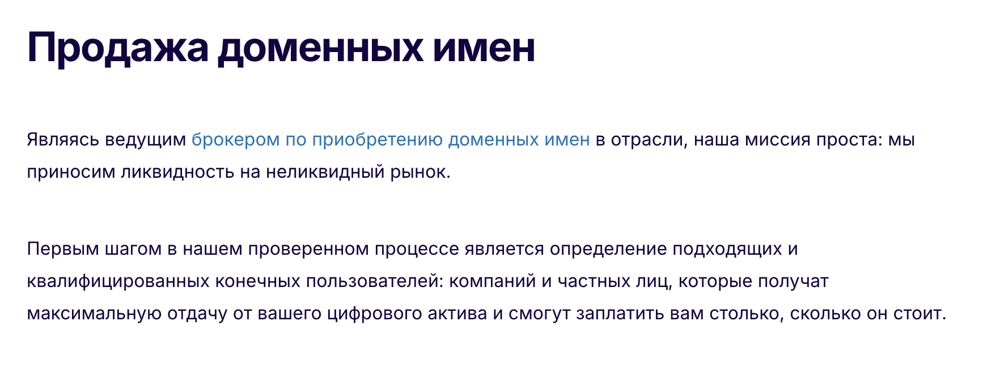 Продажа доменных имен
Являясь ведущим брокером по приобретению доменных имен в отрасли, наша миссия проста: мы
приносим ликвидность на неликвидный рынок.
Первым шагом в нашем проверенном процессе является определение подходящих и
квалифицированных конечных пользователей: компаний и частных лиц, которые получат
максимальную отдачу от вашего цифрового актива и смогут заплатить вам столько, сколько он стоит.